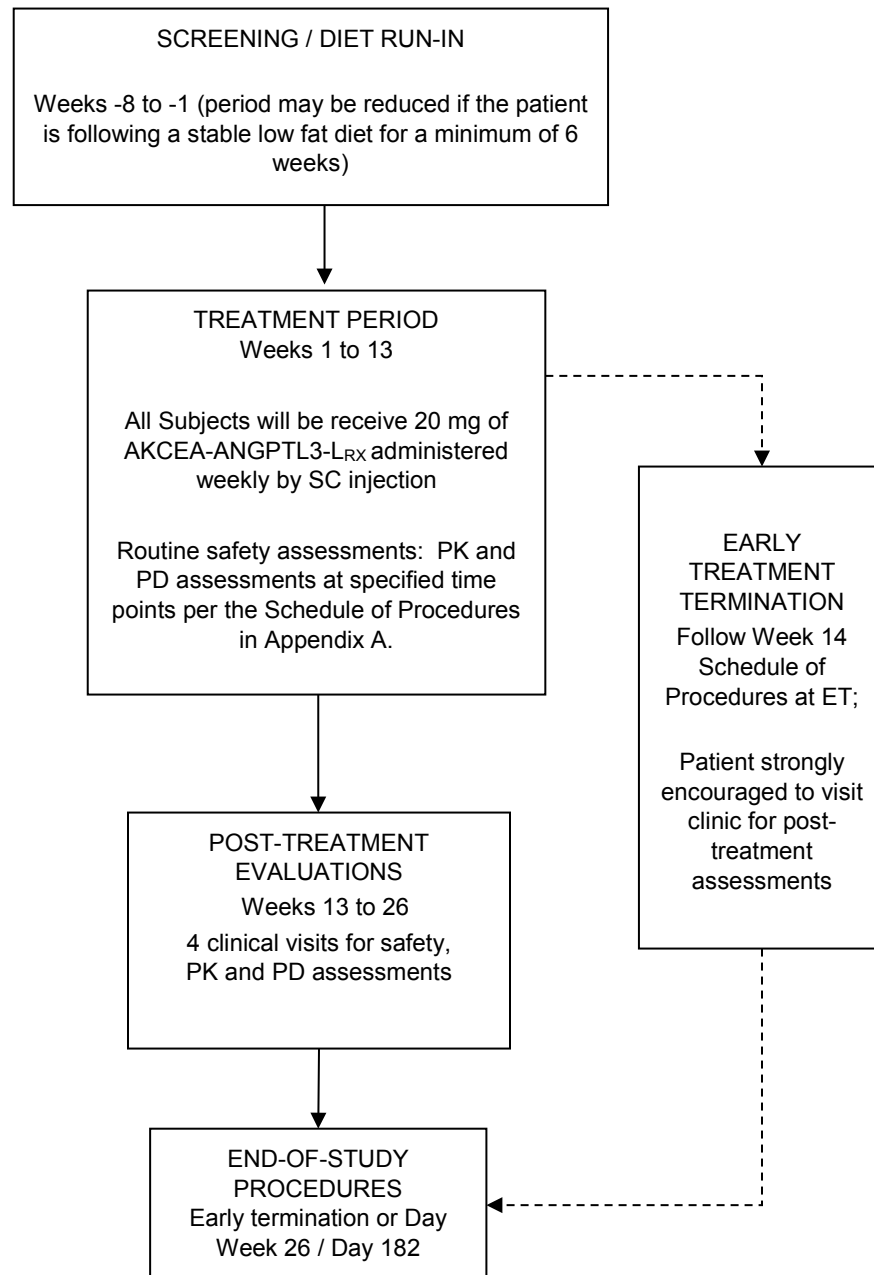 SCREENING / DIET RUN-IN
Weeks -8 to -1 (period may be reduced if the patient
is following a stable low fat diet for a minimum of 6
weeks)
TREATMENT PERIOD
Weeks 1 to 13
All Subjects will be receive 20 mg of
AKCEA-ANGPTL3-LRX administered
weekly by SC injection
Routine safety assessments:  PK and
PD assessments at specified time
points per the Schedule of Procedures
in Appendix A.
EARLY
TREATMENT
TERMINATION
Follow Week 14
Schedule of
Procedures at ET;
Patient strongly
encouraged to visit
clinic for post-
treatment
assessments
POST-TREATMENT
EVALUATIONS
Weeks 13 to 26
4 clinical visits for safety,
PK and PD assessments
END-OF-STUDY
PROCEDURES
Early termination or Day
Week 26 / Day 182